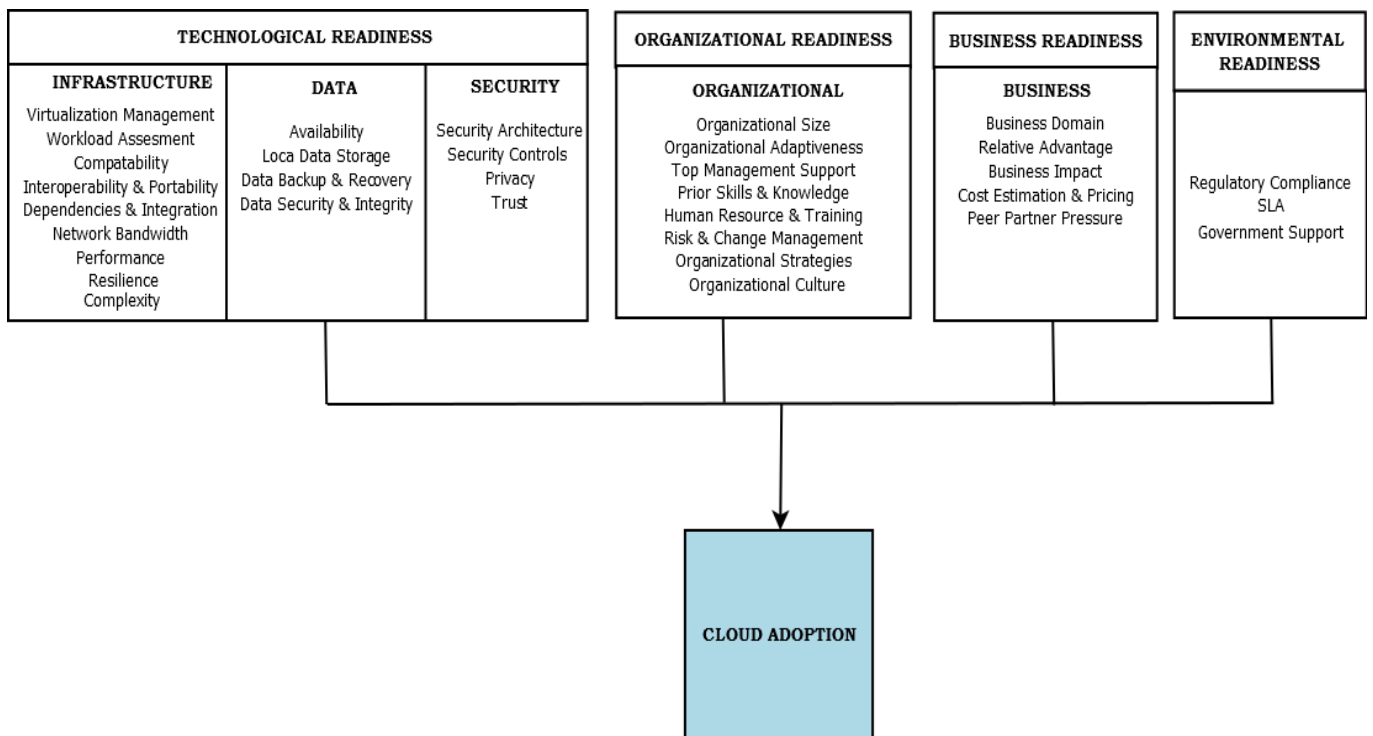 TECHNOLOGICAL READINESS
INFRASTRUCTURE
Virtualization Management
Workload Assesment
Compatability
Interoperability & Portability
Dependencies & Integration
Network Bandwidth
Performance
Resilience
Complexity
DATA
Availability
Loca Data Storage
Data Backup & Recovery
Data Security & Integrity
SECURITY
Security Architecture
Security Controls
Privacy
Trust
ORGANIZATIONAL READINESS
ORGANIZATIONAL
Organizational Size
Organizational Adaptiveness
Top Management Support
Prior Skills & Knowledge
Human Resource & Training
Risk & Change Management
Organizational Strategies
Organizational Culture
BUSINESS READINESS
BUSINESS
Business Domain
Relative Advantage
Business Impact
Cost Estimation & Pricing
Peer Partner Pressure
ENVIRONMENTAL
READINESS
Regulatory Compliance
SLA
Government Support
CLOUD ADOPTION